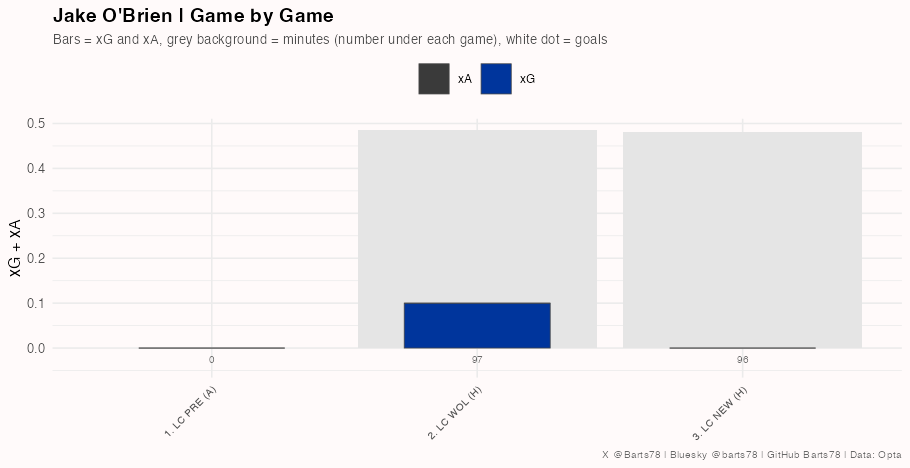 Jake O'Brien | Game by Game
Bars = xG and xA, grey background = minutes (number under each game), white dot = goals
xA xG
xG + xA
0.5
0.4
0.3
0.2
0.1
0.0
0 97 96
1. LC PRE (A) 2. LC WOL (H) 3. LC NEW (H)
X @Barts78 | Bluesky @barts78 | GitHub Barts78 | Data: Opta